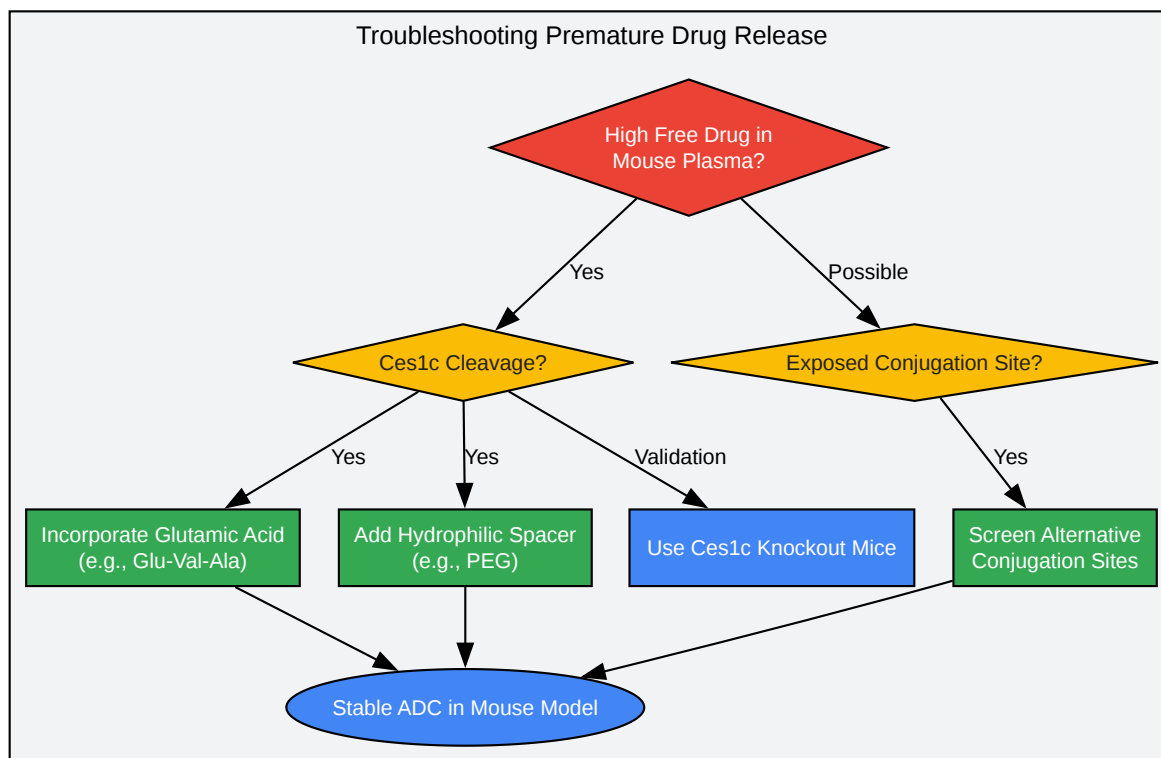 Troubleshooting Premature Drug Release
High Free Drug in
Mouse Plasma?
Yes
Possible
Ces1c Cleavage?
Exposed Conjugation Site?
Yes
Yes
Validation
Yes
Incorporate Glutamic Acid
(e.g., Glu-Val-Ala)
Add Hydrophilic Spacer
(e.g., PEG)
Use Ces1c Knockout Mice
Screen Alternative
Conjugation Sites
Stable ADC in Mouse Model